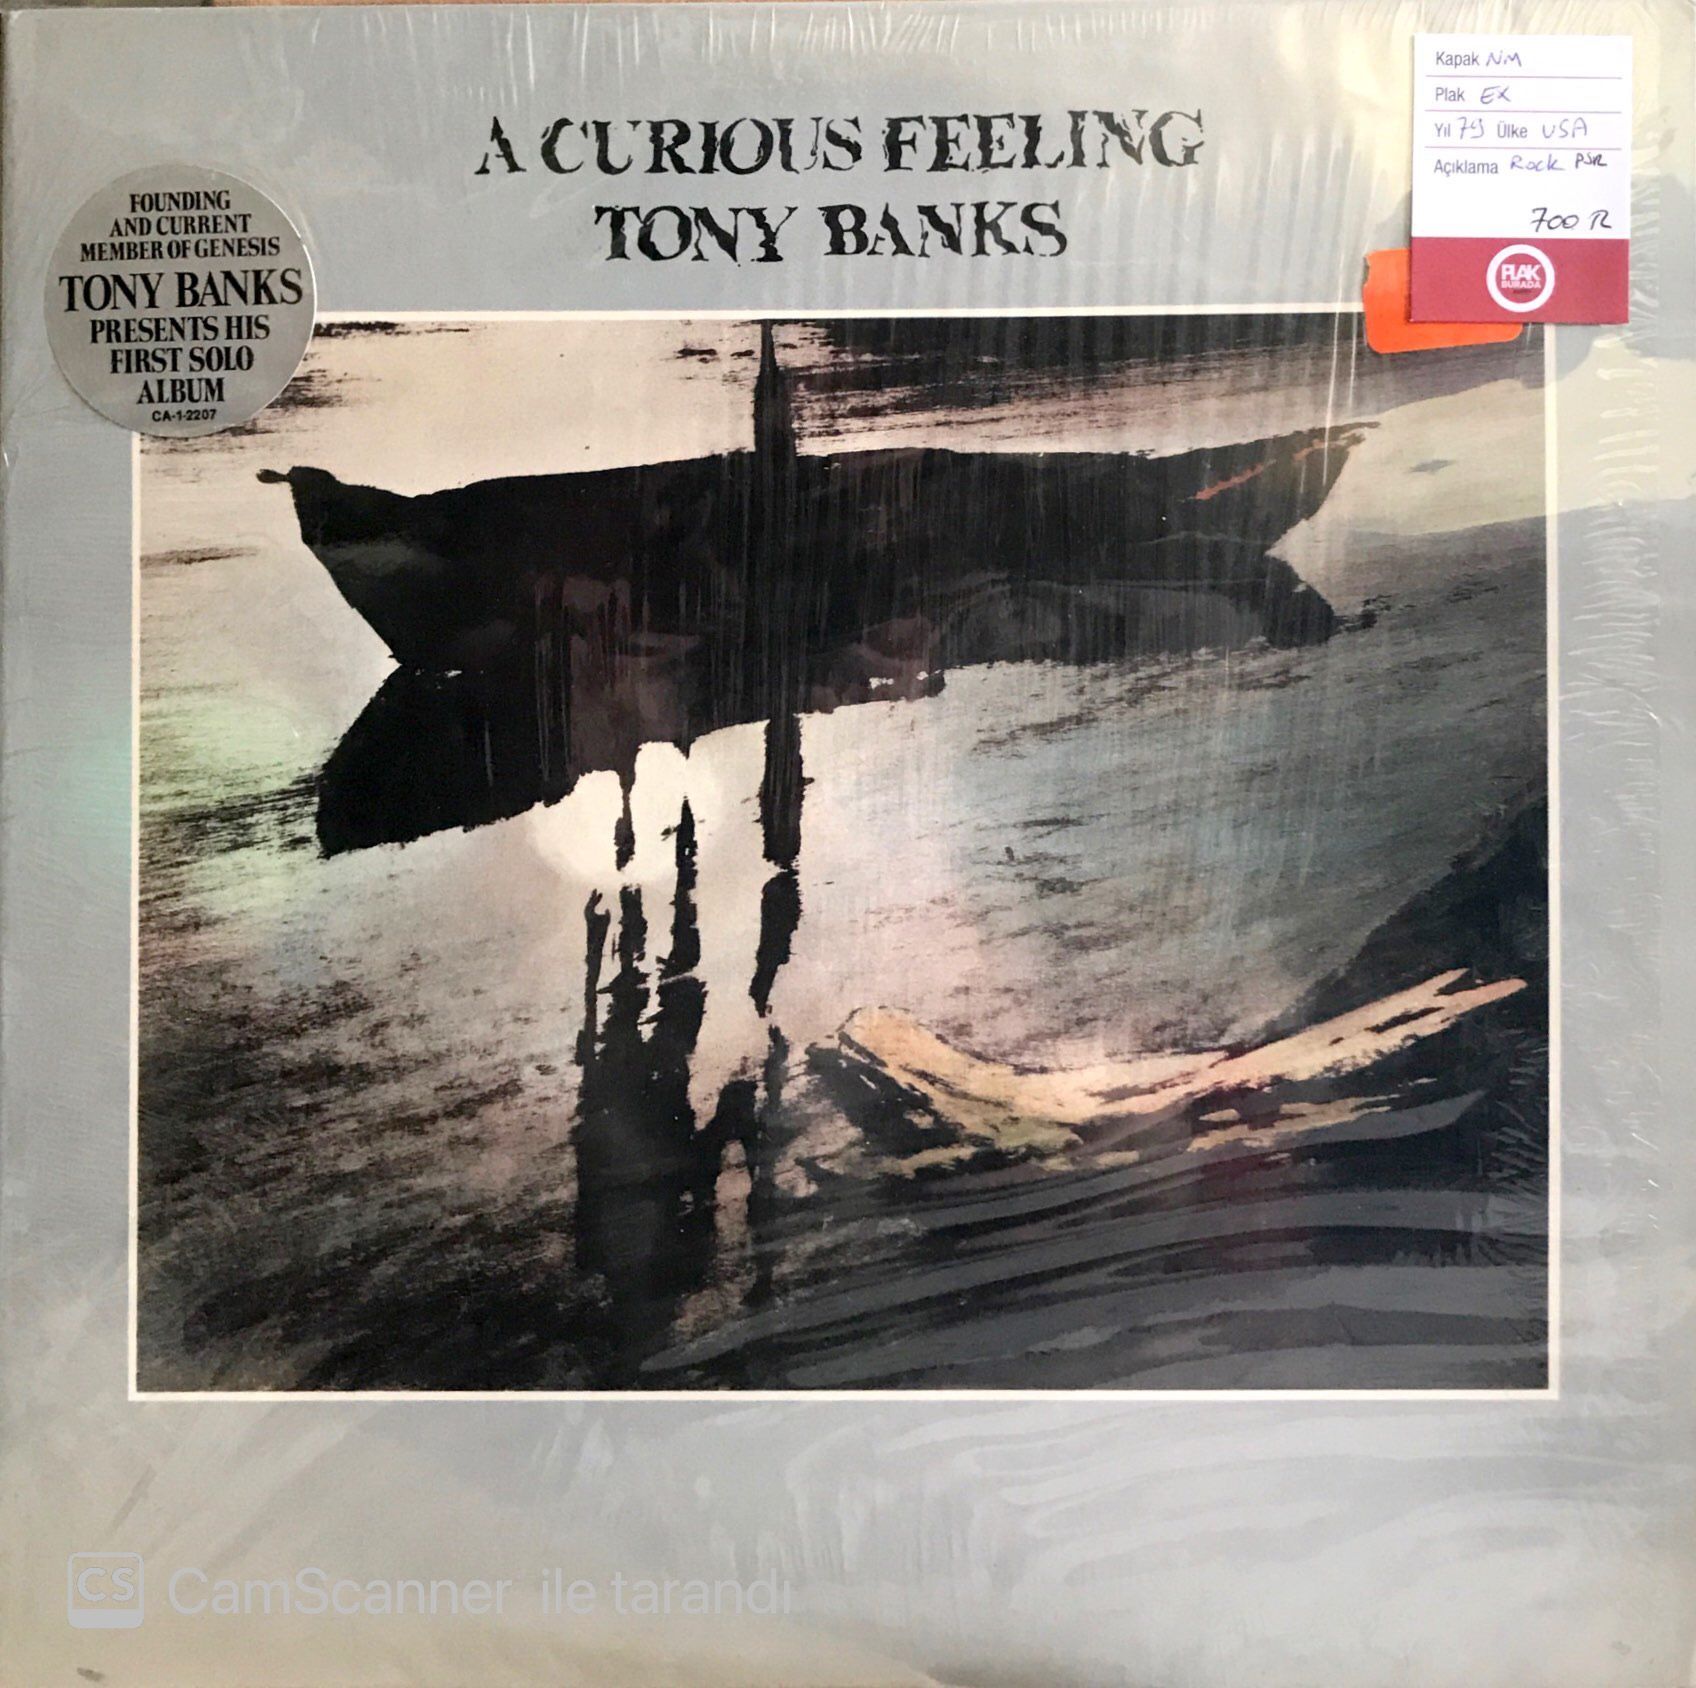 A CURIOUS FEELING
TONY BANKS
FOUNDING
AND CURRENT
MEMBER OF GENESIS
TONY BANKS
PRESENTS HIS
FIRST SOLO
ALBUM
CA-1-2207
Kapak NM
Plak EX
Yıl 79 Ülke USA
Açıklama Rock
700 TL
PLAK
BURADA
CS CamScanner ile tarandı